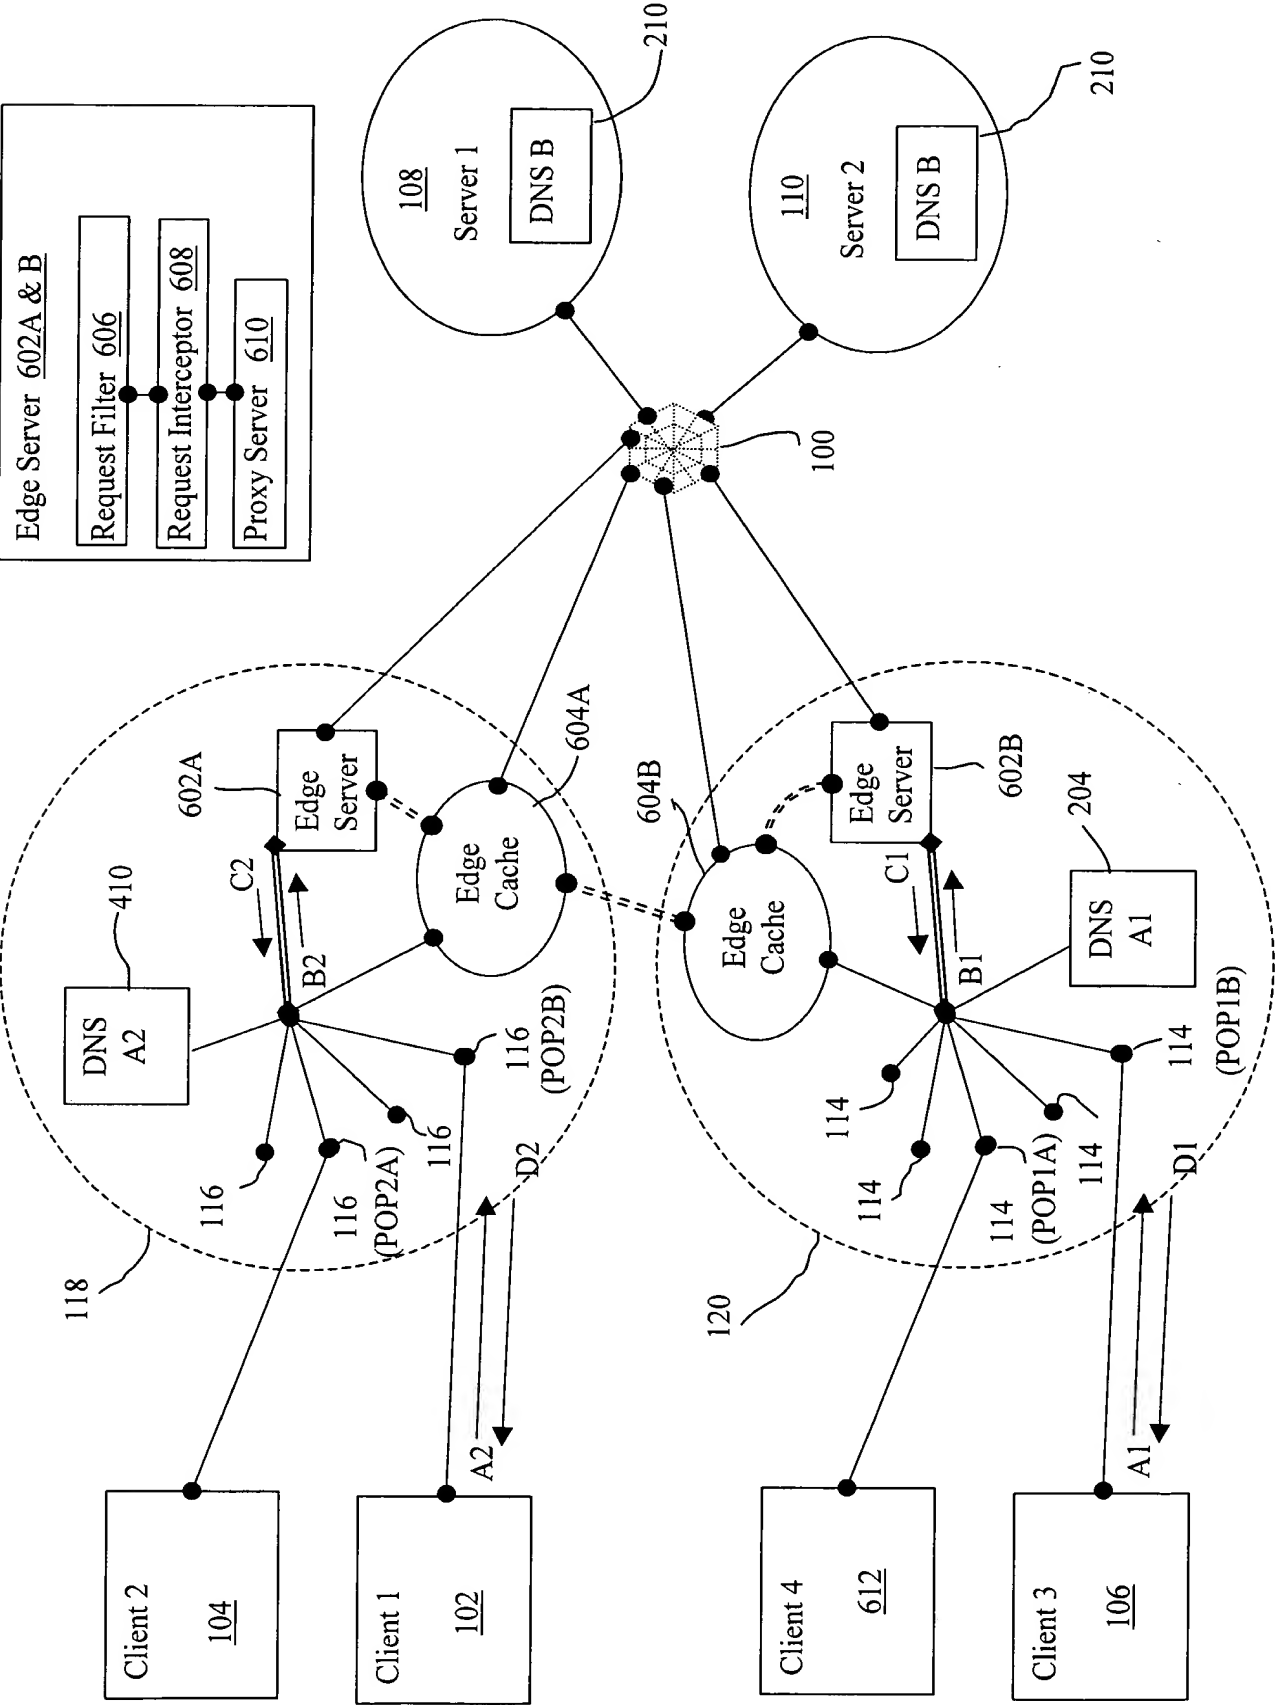 Edge Server 602A & B
Request Filter 606
Request Interceptor 608
Proxy Server 610
210
108
Server 1
DNS B
210
110
Server 2
DNS B
100
602A
Edge
Server
604A
Edge
Cache
C2
B2
410
DNS
A2
116
116
(POP2A)
116
116
(POP2B)
118
D2
A2
604B
Edge
Cache
Edge
Server
602B
C1
B1
204
DNS
A1
114
114
114
(POP1A)
114
114
(POP1B)
120
D1
A1
Client 2
104
Client 1
102
Client 4
612
Client 3
106